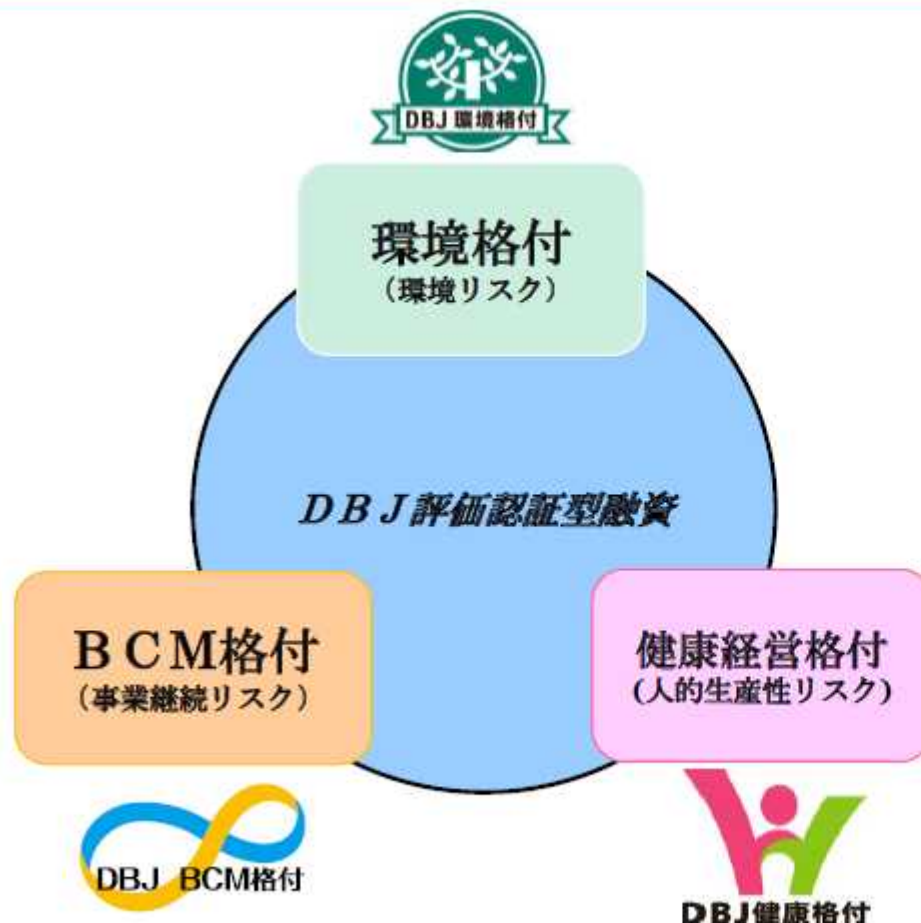 DBJ 環境格付
環境格付
（環境リスク）
ＤＢＪ評価認証型融資
ＢＣＭ格付
（事業継続リスク）
健康経営格付
(人的生産性リスク)
DBJ BCM格付
DBJ健康格付